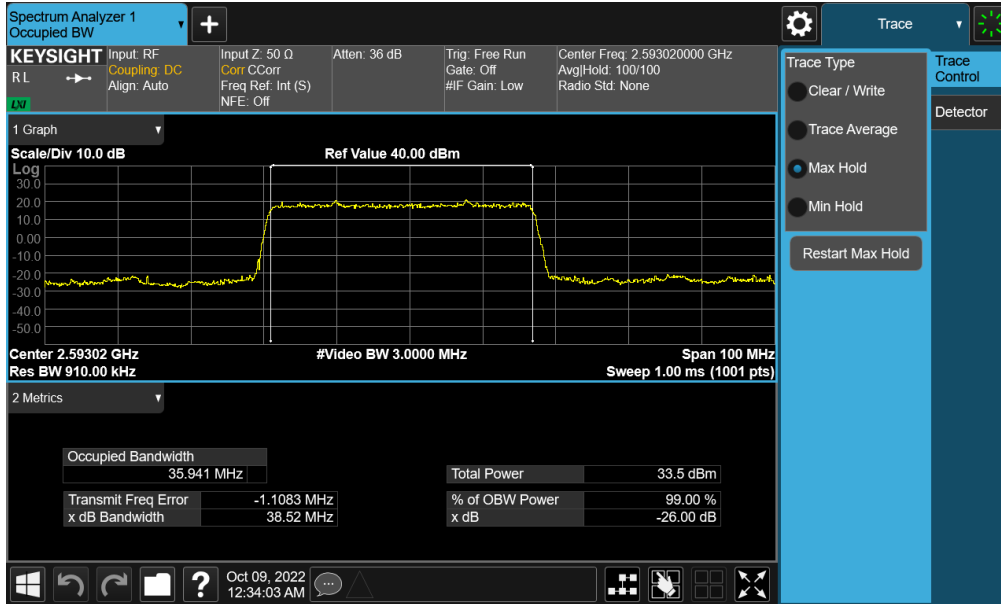 Spectrum Analyzer 1
Occupied BW
Trace
KEYSIGHT
RL
LXI
Input: RF
Coupling: DC
Align: Auto
Input Z: 50 Ω
Corr CCorr
Freq Ref: Int (S)
NFE: Off
Atten: 36 dB
Trig: Free Run
Gate: Off
#IF Gain: Low
Center Freq: 2.593020000 GHz
Avg|Hold: 100/100
Radio Std: None
Trace Type
Clear / Write
Trace Average
Max Hold
Min Hold
Restart Max Hold
Trace
Control
Detector
1 Graph
Scale/Div 10.0 dB
Ref Value 40.00 dBm
Log
30.0
20.0
10.0
0.00
-10.0
-20.0
-30.0
-40.0
-50.0
Center 2.59302 GHz
#Video BW 3.0000 MHz
Span 100 MHz
Res BW 910.00 kHz
Sweep 1.00 ms (1001 pts)
2 Metrics
Occupied Bandwidth
35.941 MHz
Total Power 33.5 dBm
Transmit Freq Error -1.1083 MHz
% of OBW Power 99.00 %
x dB Bandwidth 38.52 MHz
x dB -26.00 dB
?
Oct 09, 2022
12:34:03 AM